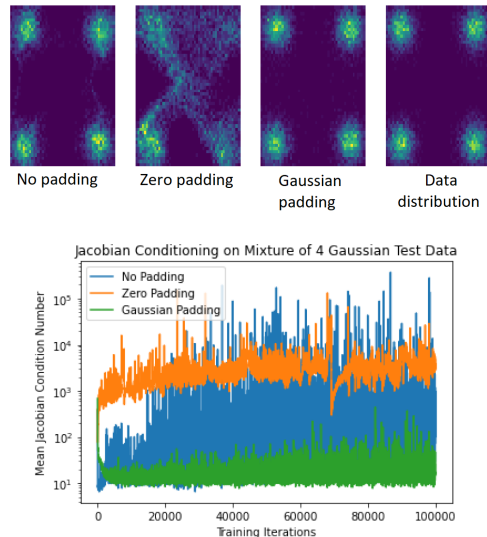 No padding
Zero padding
Gaussian
padding
Data
distribution
Jacobian Conditioning on Mixture of 4 Gaussian Test Data
No Padding
Zero Padding
Gaussian Padding
Mean Jacobian Condition Number
10⁵
10⁴
10³
10²
10¹
0
20000
40000
60000
80000
100000
Training Iterations